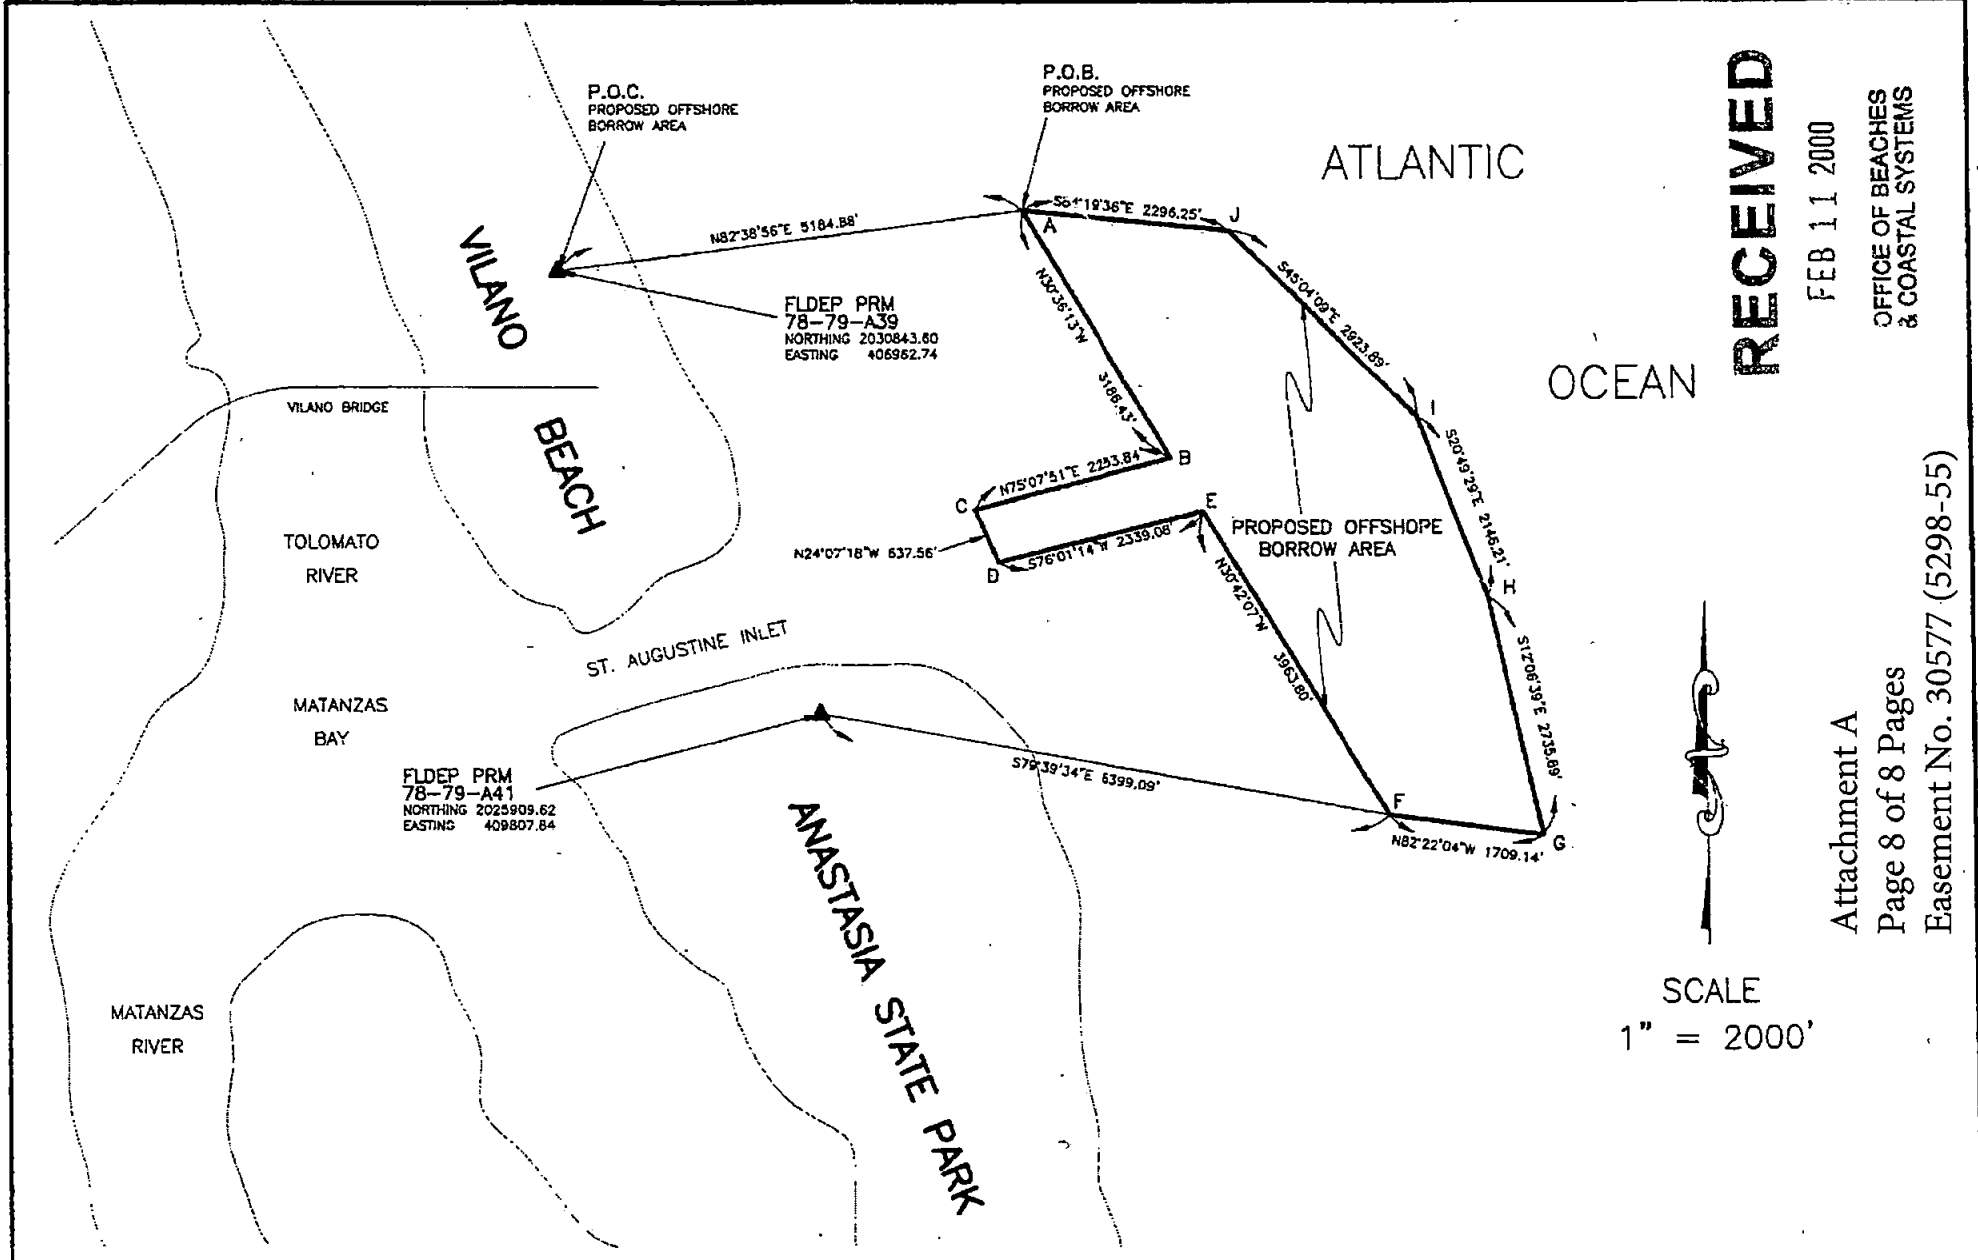 P.O.C.
PROPOSED OFFSHORE
BORROW AREA
P.O.B.
PROPOSED OFFSHORE
BORROW AREA
ATLANTIC
OCEAN
N82°38'56"E 5184.88'
A
S84°19'36"E 2296.25'
J
VILANO
BEACH
FLDEP PRM
78-79-A39
NORTHING 2030843.60
EASTING 406962.74
N30°36'13"W
3186.43'
S45°04'09"E 2923.89'
I
VILANO BRIDGE
B
N75°07'51"E 2253.84'
C
S20°49'29"E 2146.21'
E
PROPOSED OFFSHORE
BORROW AREA
TOLOMATO
RIVER
N24°07'18"W 637.56'
D
S76°01'14"W 2339.08'
H
N30°42'07"W
3963.80'
S12°06'39"E 2735.69'
ST. AUGUSTINE INLET
MATANZAS
BAY
FLDEP PRM
78-79-A41
NORTHING 2025909.62
EASTING 409807.84
S79°39'34"E 6399.09'
F
N82°22'04"W 1709.14'
G
ANASTASIA STATE PARK
MATANZAS
RIVER
SCALE
1" = 2000'
RECEIVED
FEB 11 2000
OFFICE OF BEACHES
& COASTAL SYSTEMS
Attachment A
Page 8 of 8 Pages
Easement No. 30577 (5298-55)